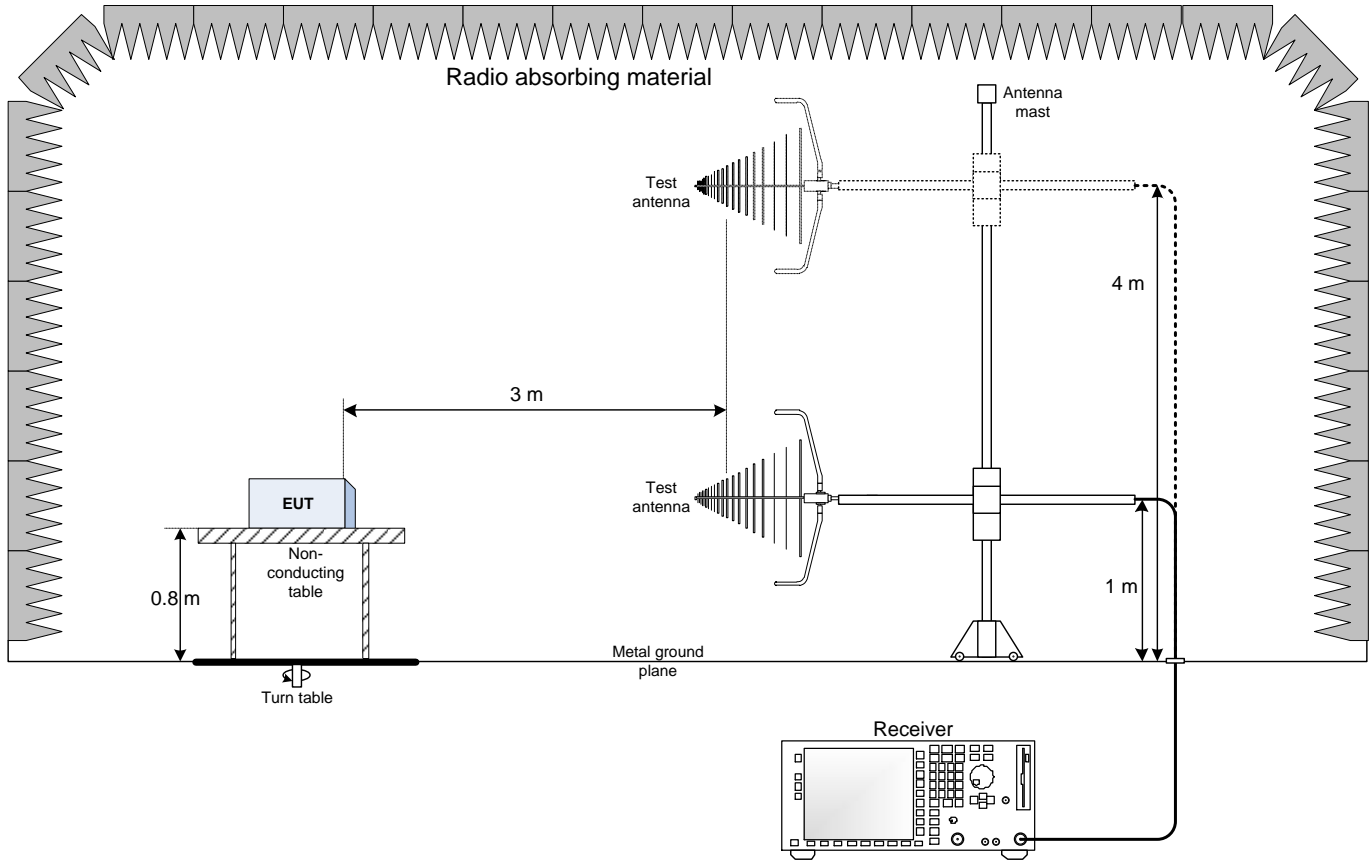 Radio absorbing material
Antenna
mast
Test
antenna
4 m
3 m
EUT
Test
antenna
Non-
conducting
table
0.8 m
1 m
Metal ground
plane
Turn table
Receiver